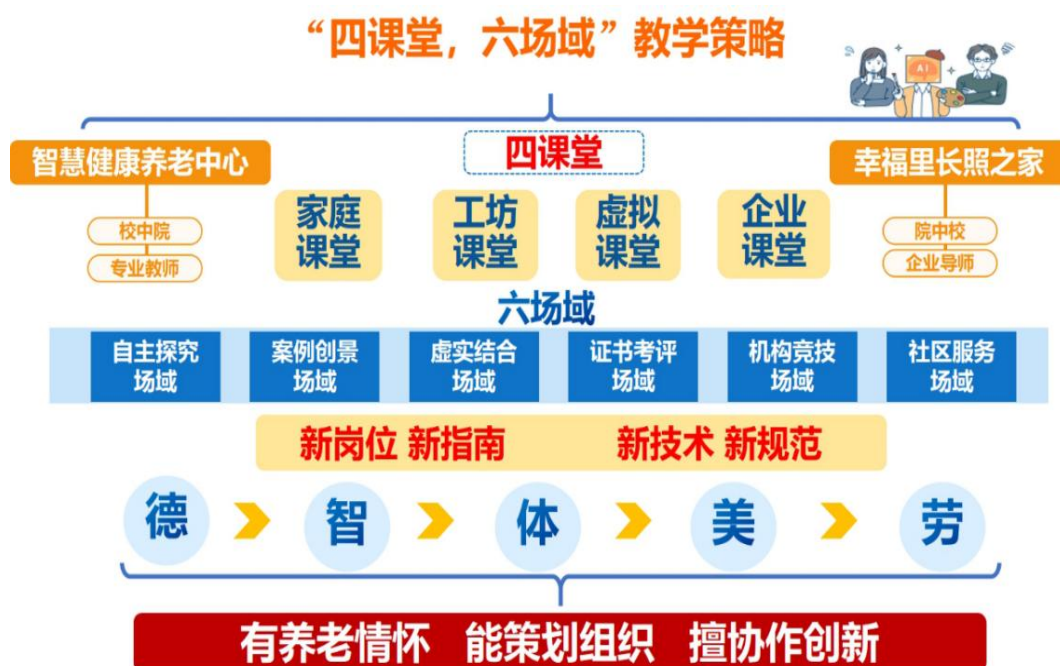 “四课堂，六场域”教学策略
AI
智慧健康养老中心
四课堂
幸福里长照之家
校中院
专业教师
家庭
课堂
工坊
课堂
虚拟
课堂
企业
课堂
院中校
企业导师
六场域
自主探究
场域
案例创景
场域
虚实结合
场域
证书考评
场域
机构竞技
场域
社区服务
场域
新岗位 新指南 新技术 新规范
德
智
体
美
劳
有养老情怀 能策划组织 擅协作创新